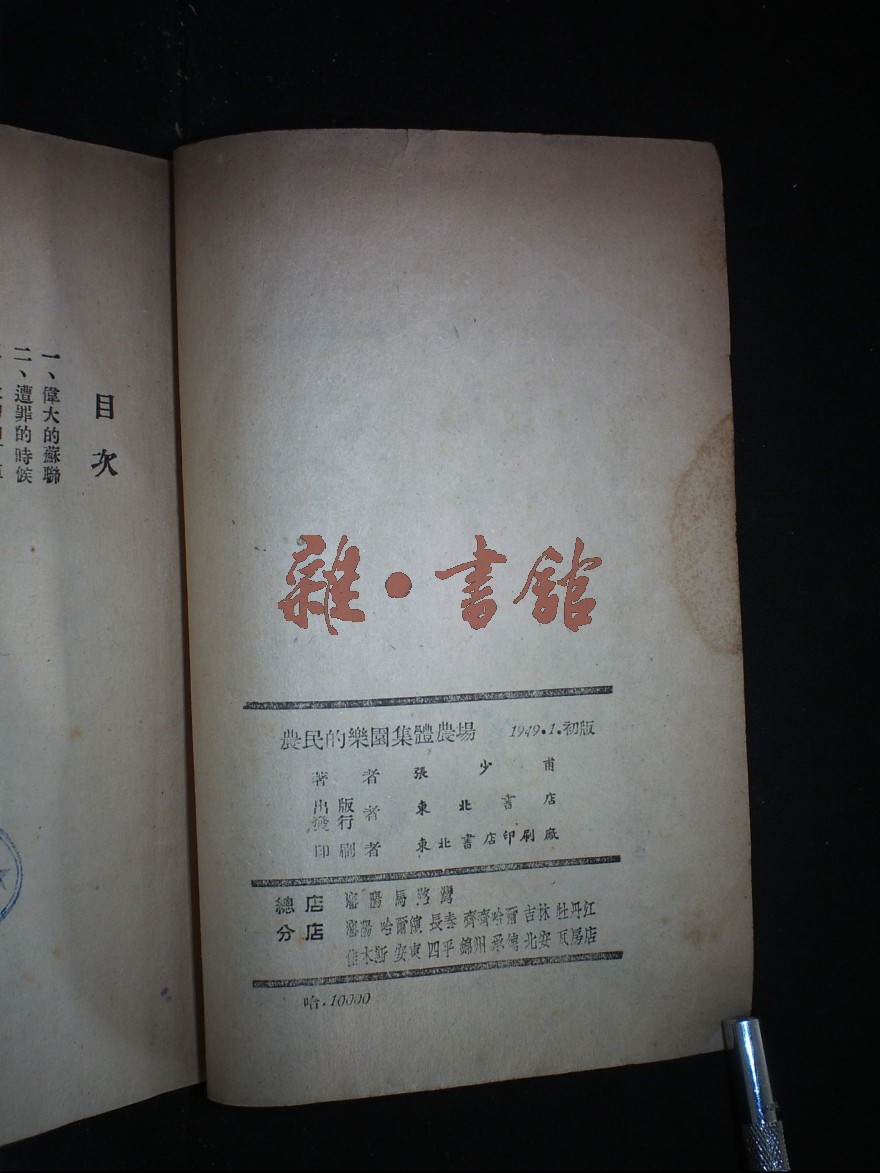 目次
一、偉大的蘇聯
二、遭罪的時候
雜·書館
農民的樂園集體農場 1949.1.初版
著者 張少甫
出版發行者 東北書店
印刷者 東北書店印刷廠
總店 瀋陽馬路灣
分店 瀋陽 哈爾濱 長春 齊齊哈爾 吉林 牡丹江
佳木斯 安東 四平 錦州 承德 北安 瓦房店
哈.10000